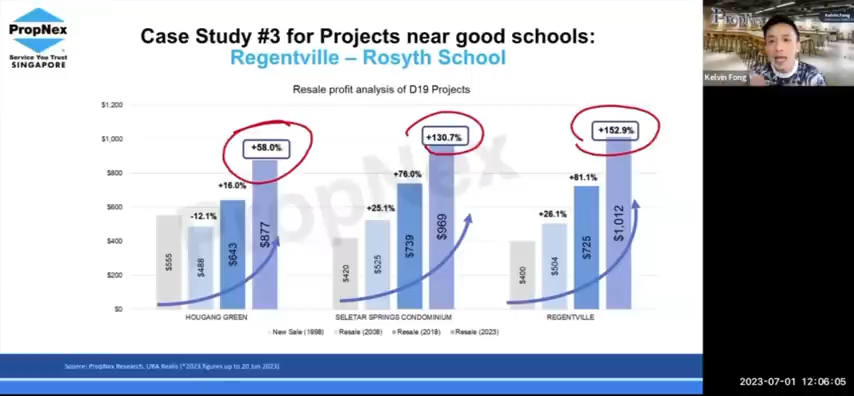 PropNex
Service You Trust
SINGAPORE
Case Study #3 for Projects near good schools:
Regentville – Rosyth School
Resale profit analysis of D19 Projects
$1,200
$1,000
$800
$600
$400
$200
$0
+58.0%
+16.0%
-12.1%
$555
$488
$643
$877
HOUGANG GREEN
+130.7%
+76.0%
+25.1%
$420
$525
$739
$969
SELETAR SPRINGS CONDOMINIUM
+152.9%
+81.1%
+26.1%
$400
$504
$725
$1,012
REGENTVILLE
PropNex
New Sale (1998) Resale (2008) Resale (2018) Resale (2023)
Source: PropNex Research, URA Realis (*2023 figures up to 20 Jun 2023)
Kelvin Fong
Kelvin Fong
2023-07-01 12:06:05